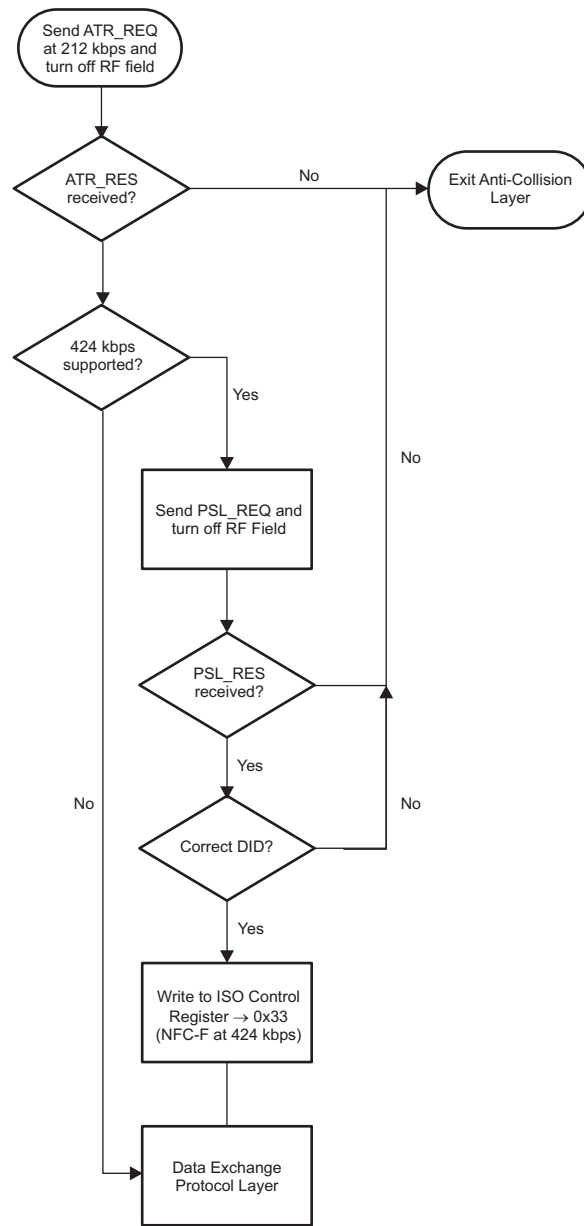 Send ATR_REQ
at 212 kbps and
turn off RF field
ATR_RES
received?
No
Exit Anti-Collision
Layer
424 kbps
supported?
Yes
No
Send PSL_REQ and
turn off RF Field
PSL_RES
received?
Yes
No
No
Correct DID?
Yes
Write to ISO Control
Register → 0x33
(NFC-F at 424 kbps)
Data Exchange
Protocol Layer